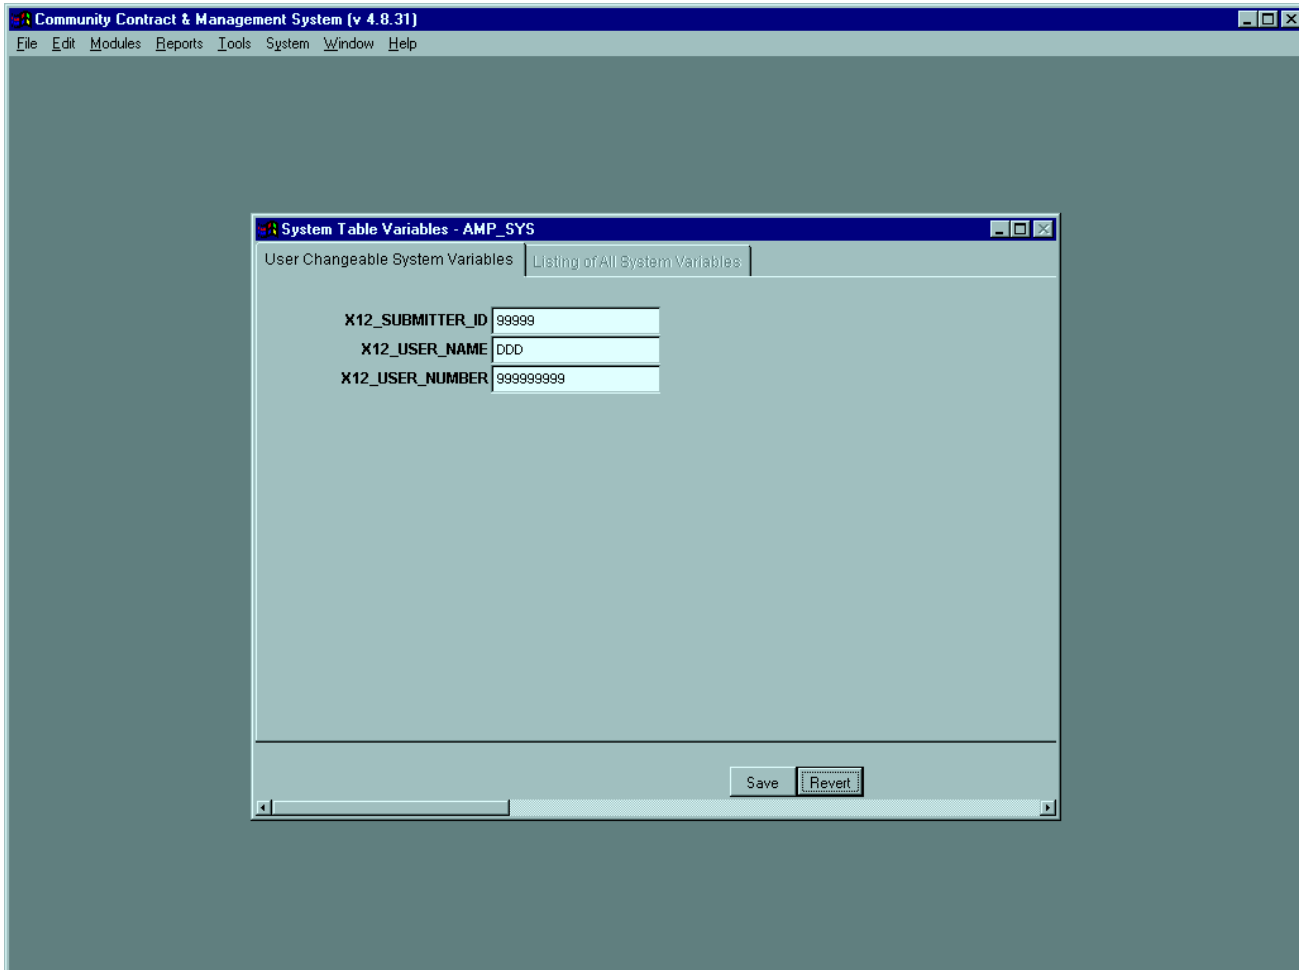 Community Contract & Management System (v 4.8.31)
File Edit Modules Reports Tools System Window Help
System Table Variables - AMP_SYS
User Changeable System Variables Listing of All System Variables
X12_SUBMITTER_ID 99999
X12_USER_NAME DDD
X12_USER_NUMBER 999999999
Save Revert